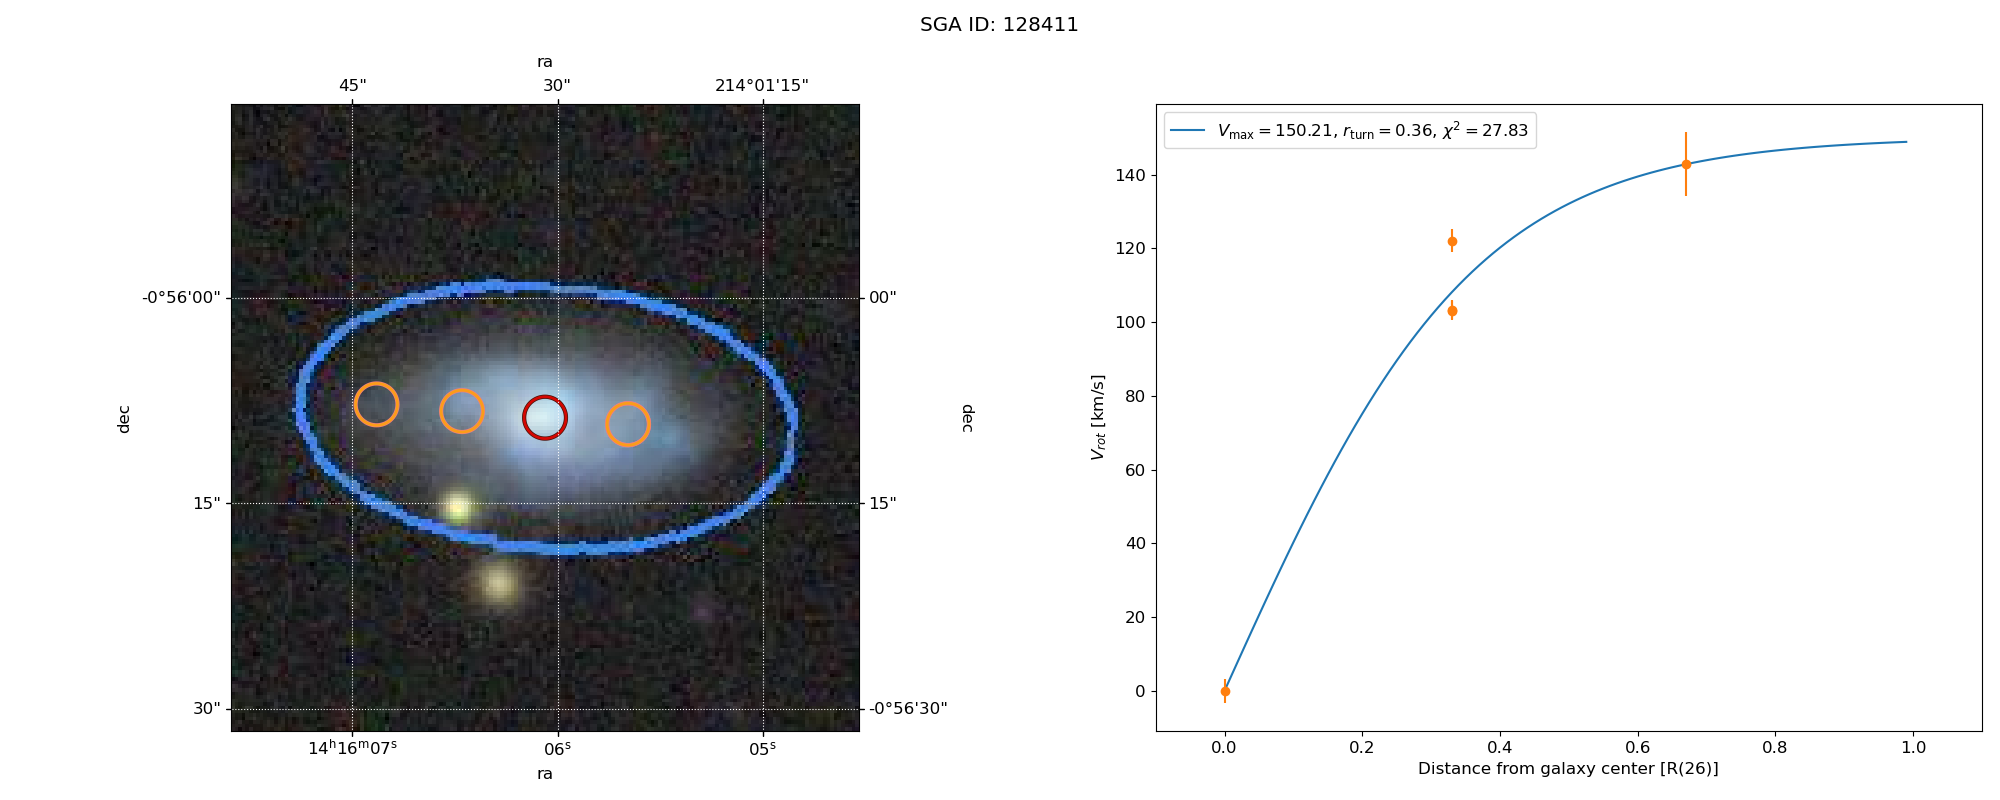 SGA ID: 128411
ra
45" 30" 214°01'15"
-0°56'00" 00"
dec dec
15" 15"
30" -0°56'30"
14ʰ16ᵐ07ˢ 06ˢ 05ˢ
ra
V_max = 150.21, r_turn = 0.36, χ² = 27.83
V_rot [km/s]
140
120
100
80
60
40
20
0
0.0 0.2 0.4 0.6 0.8 1.0
Distance from galaxy center [R(26)]